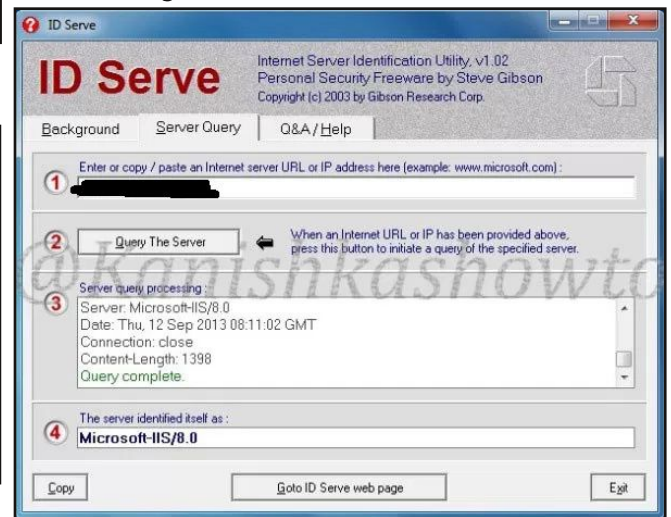 ID Serve
ID Serve
Internet Server Identification Utility, v1.02
Personal Security Freeware by Steve Gibson
Copyright (c) 2003 by Gibson Research Corp.
Background Server Query Q&A / Help
1 Enter or copy / paste an Internet server URL or IP address here (example: www.microsoft.com) :
2 Query The Server When an Internet URL or IP has been provided above,
press this button to initiate a query of the specified server.
@Kanishkashowto
3 Server query processing :
Server: Microsoft-IIS/8.0
Date: Thu, 12 Sep 2013 08:11:02 GMT
Connection: close
Content-Length: 1398
Query complete.
4 The server identified itself as :
Microsoft-IIS/8.0
Copy Goto ID Serve web page Exit